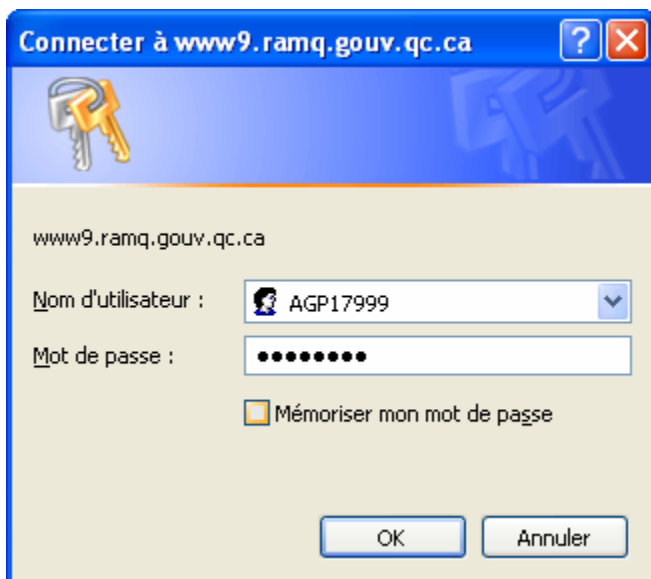 Connecter à www9.ramq.gouv.qc.ca
www9.ramq.gouv.qc.ca
Nom d'utilisateur : AGP17999
Mot de passe : ●●●●●●●●
Mémoriser mon mot de passe
OK Annuler